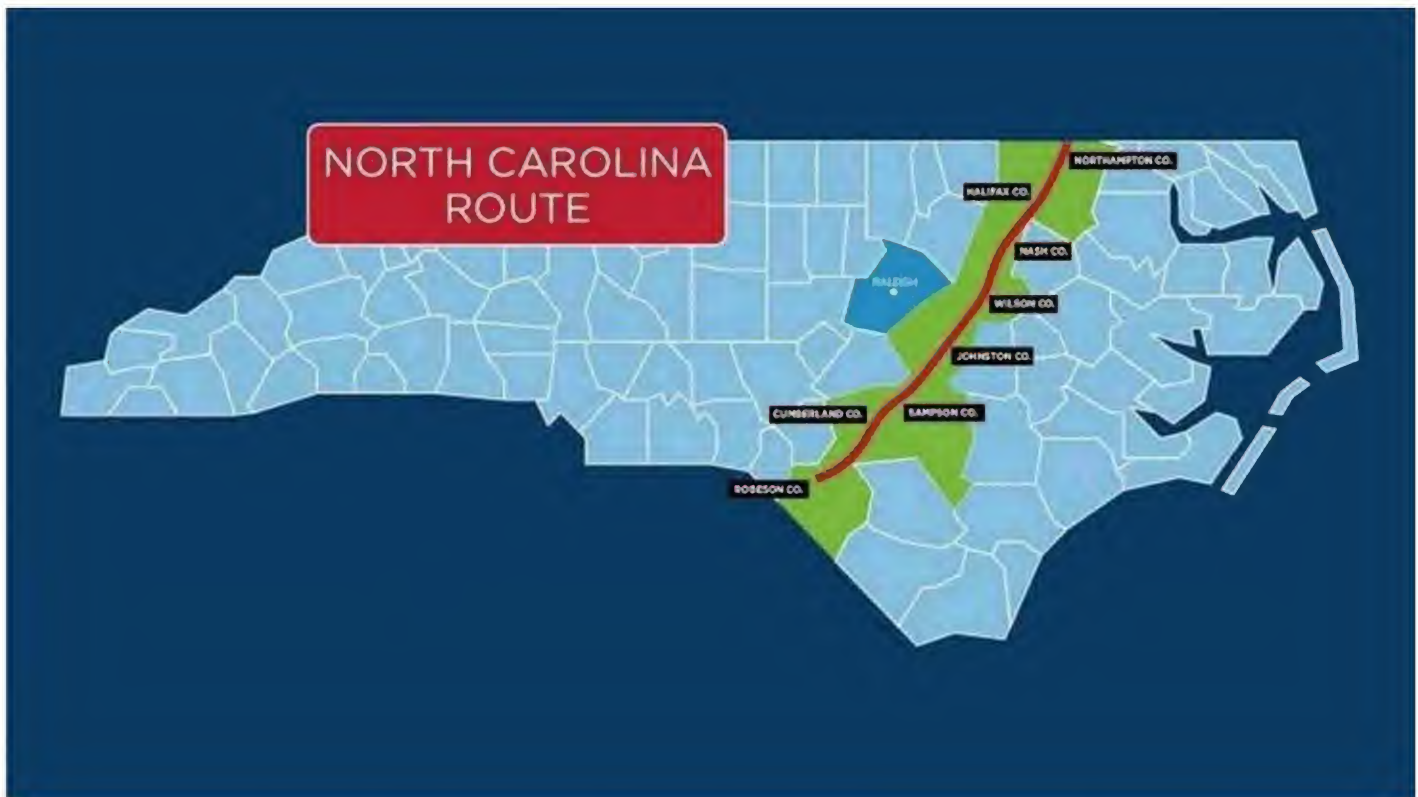 NORTH CAROLINA
ROUTE
NORTHAMPTON CO.
HALIFAX CO.
NASH CO.
RALEIGH
WILSON CO.
JOHNSTON CO.
CUMBERLAND CO.
SAMPSON CO.
ROBESON CO.